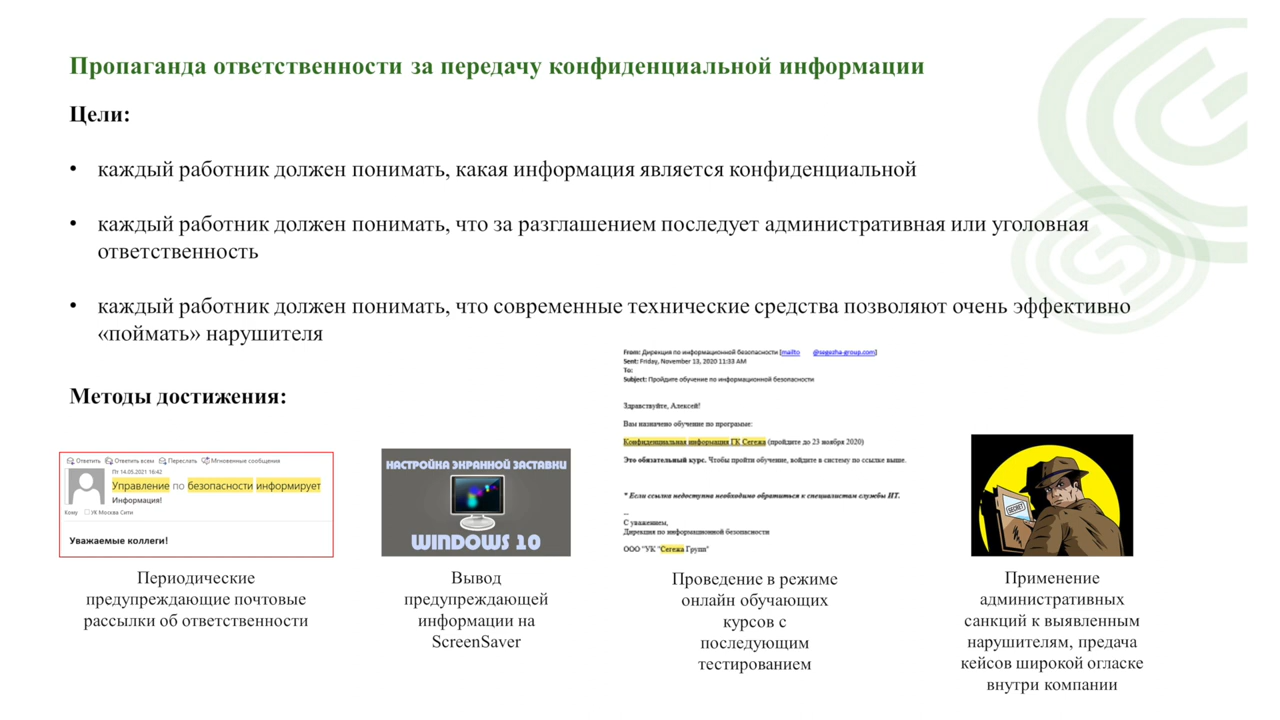 Пропаганда ответственности за передачу конфиденциальной информации
Цели:
• каждый работник должен понимать, какая информация является конфиденциальной
• каждый работник должен понимать, что за разглашением последует административная или уголовная
ответственность
• каждый работник должен понимать, что современные технические средства позволяют очень эффективно
«поймать» нарушителя
Методы достижения:
Ответить Ответить всем Переслать Мгновенные сообщения
Пт 14.05.2021 16:42
Управление по безопасности информирует
Информация!
Кому УК Москва Сити
Уважаемые коллеги!
Периодические
предупреждающие почтовые
рассылки об ответственности
НАСТРОЙКА ЭКРАННОЙ ЗАСТАВКИ
WINDOWS 10
Вывод
предупреждающей
информации на
ScreenSaver
From: Дирекция по информационной безопасности [mailto @segezha-group.com]
Sent: Friday, November 13, 2020 11:33 AM
To:
Subject: Пройдите обучение по информационной безопасности
Здравствуйте, Алексей!
Вам назначено обучение по программе:
Конфиденциальная информация ГК Сегежа (пройдите до 23 ноября 2020)
Это обязательный курс. Чтобы пройти обучение, войдите в систему по ссылке выше.
* Если ссылка недоступна необходимо обратиться к специалистам службы ИТ.
--
С уважением,
Дирекция по информационной безопасности
ООО "УК "Сегежа Групп"
Проведение в режиме
онлайн обучающих
курсов с
последующим
тестированием
SECRET
Применение
административных
санкций к выявленным
нарушителям, предача
кейсов широкой огласке
внутри компании